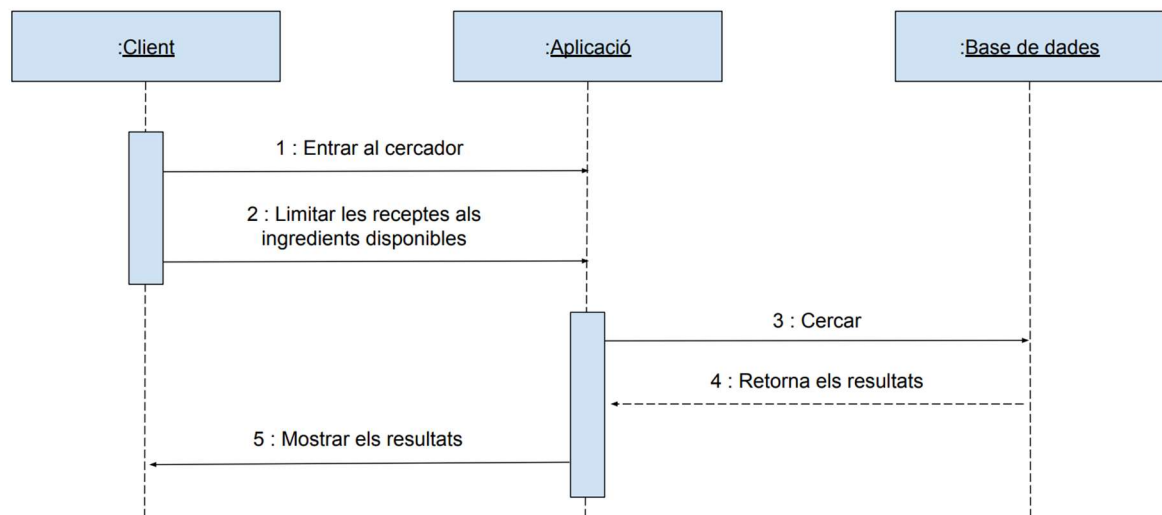 :Client
:Aplicació
:Base de dades
1 : Entrar al cercador
2 : Limitar les receptes als
ingredients disponibles
3 : Cercar
4 : Retorna els resultats
5 : Mostrar els resultats